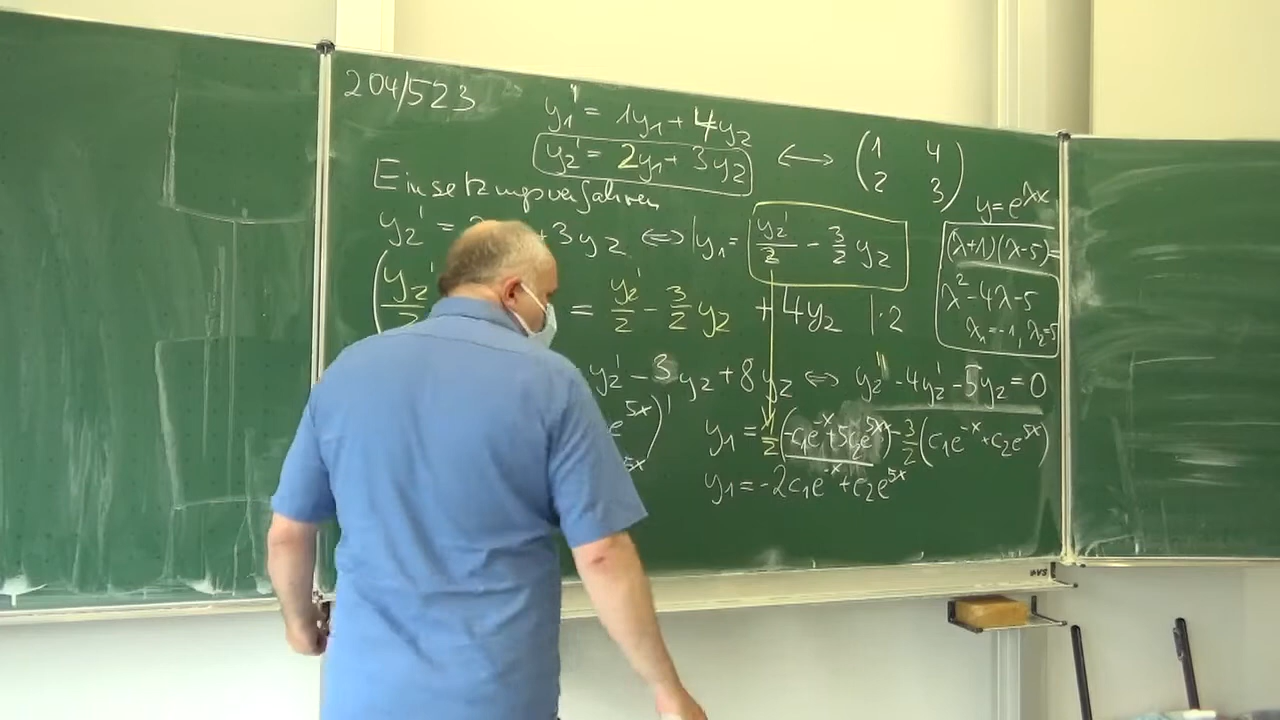 204/523
y₁' = 1y₁ + 4y₂
y₂' = 2y₁ + 3y₂ ⟷ (1 4
2 3)
Einsetzungsverfahren
y₂' = + 3y₂ ⟺ | y₁ = y₂'/2 - 3/2 y₂
(y₂'/2 = y₂'/2 - 3/2 y₂ + 4y₂ | · 2
y₂' - 3y₂ + 8y₂ ⟺ y₂'' - 4y₂' - 5y₂ = 0
e^5x)'
5x
y₁ = 1/2 (-c₁e^-x + 5c₂e^5x) - 3/2 (c₁e^-x + c₂e^5x)
y₁ = -2c₁e^-x + c₂e^5x
y = e^λx
(λ+1)(λ-5) =
λ² - 4λ - 5
λ₁ = -1, λ₂ = 5